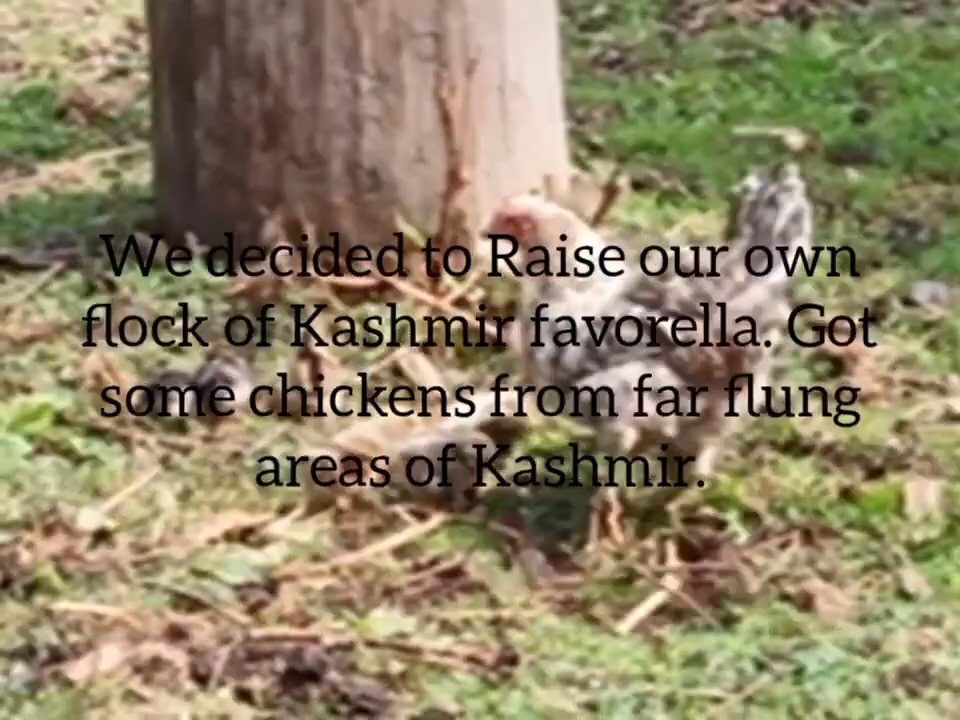 We decided to Raise our own
flock of Kashmir favorella. Got
some chickens from far flung
areas of Kashmir.